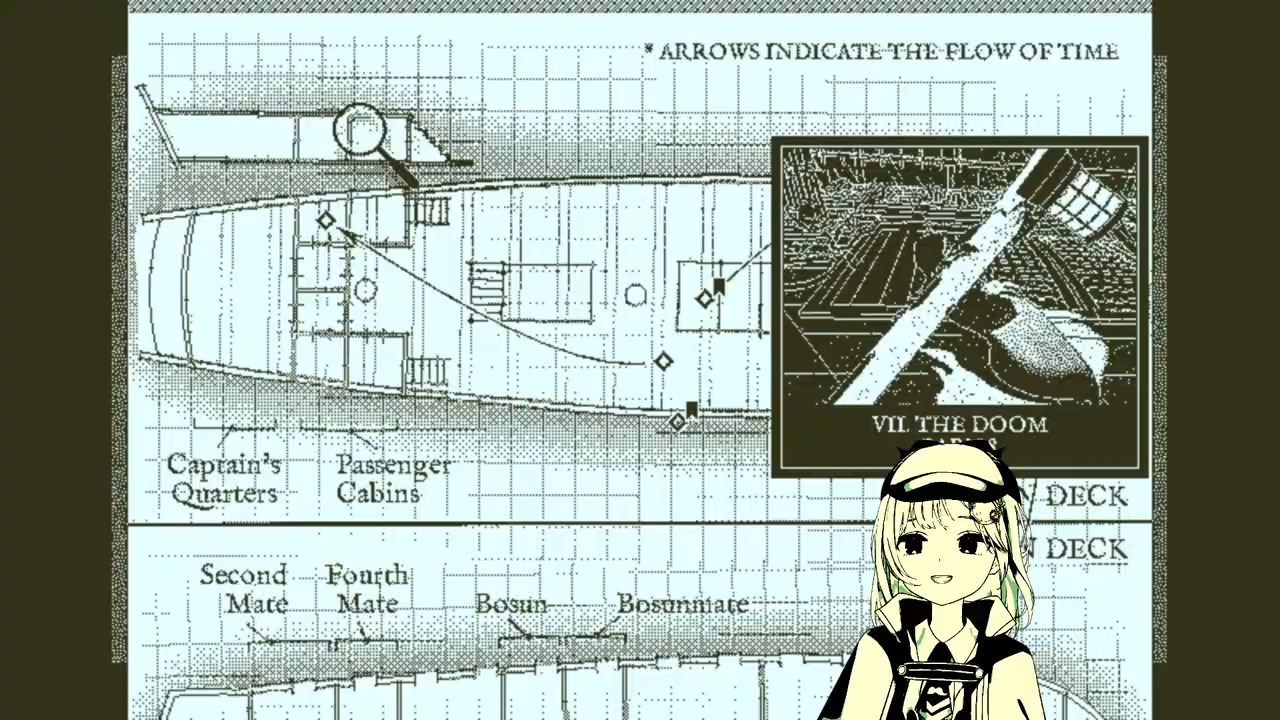 * ARROWS INDICATE THE FLOW OF TIME
VII. THE DOOM
Captain's
Quarters
Passenger
Cabins
DECK
DECK
Second
Mate
Fourth
Mate
Bosun
Bosunmate